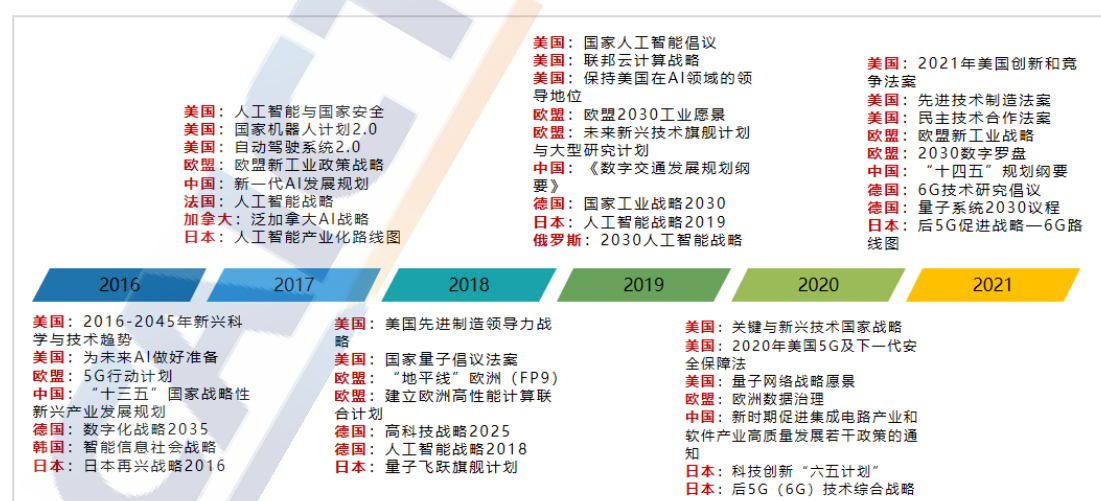 美国：人工智能与国家安全
美国：国家机器人计划2.0
美国：自动驾驶系统2.0
欧盟：欧盟新工业政策战略
中国：新一代AI发展规划
法国：人工智能战略
加拿大：泛加拿大AI战略
日本：人工智能产业化路线图
美国：国家人工智能倡议
美国：联邦云计算战略
美国：保持美国在AI领域的领
导地位
欧盟：欧盟2030工业愿景
欧盟：未来新兴技术旗舰计划
与大型研究计划
中国：《数字交通发展规划纲
要》
德国：国家工业战略2030
日本：人工智能战略2019
俄罗斯：2030人工智能战略
美国：2021年美国创新和竞
争法案
美国：先进技术制造法案
美国：民主技术合作法案
欧盟：欧盟新工业战略
欧盟：2030数字罗盘
中国：“十四五”规划纲要
德国：6G技术研究倡议
德国：量子系统2030议程
日本：后5G促进战略—6G路
线图
2016
2017
2018
2019
2020
2021
美国：2016-2045年新兴科
学与技术趋势
美国：为未来AI做好准备
欧盟：5G行动计划
中国：“十三五”国家战略性
新兴产业发展规划
德国：数字化战略2035
韩国：智能信息社会战略
日本：日本再兴战略2016
美国：美国先进制造领导力战
略
美国：国家量子倡议法案
欧盟：“地平线”欧洲（FP9）
欧盟：建立欧洲高性能计算联
合计划
德国：高科技战略2025
德国：人工智能战略2018
日本：量子飞跃旗舰计划
美国：关键与新兴技术国家战略
美国：2020年美国5G及下一代安
全保障法
美国：量子网络战略愿景
欧盟：欧洲数据治理
中国：新时期促进集成电路产业和
软件产业高质量发展若干政策的通
知
日本：科技创新“六五计划”
日本：后5G（6G）技术综合战略